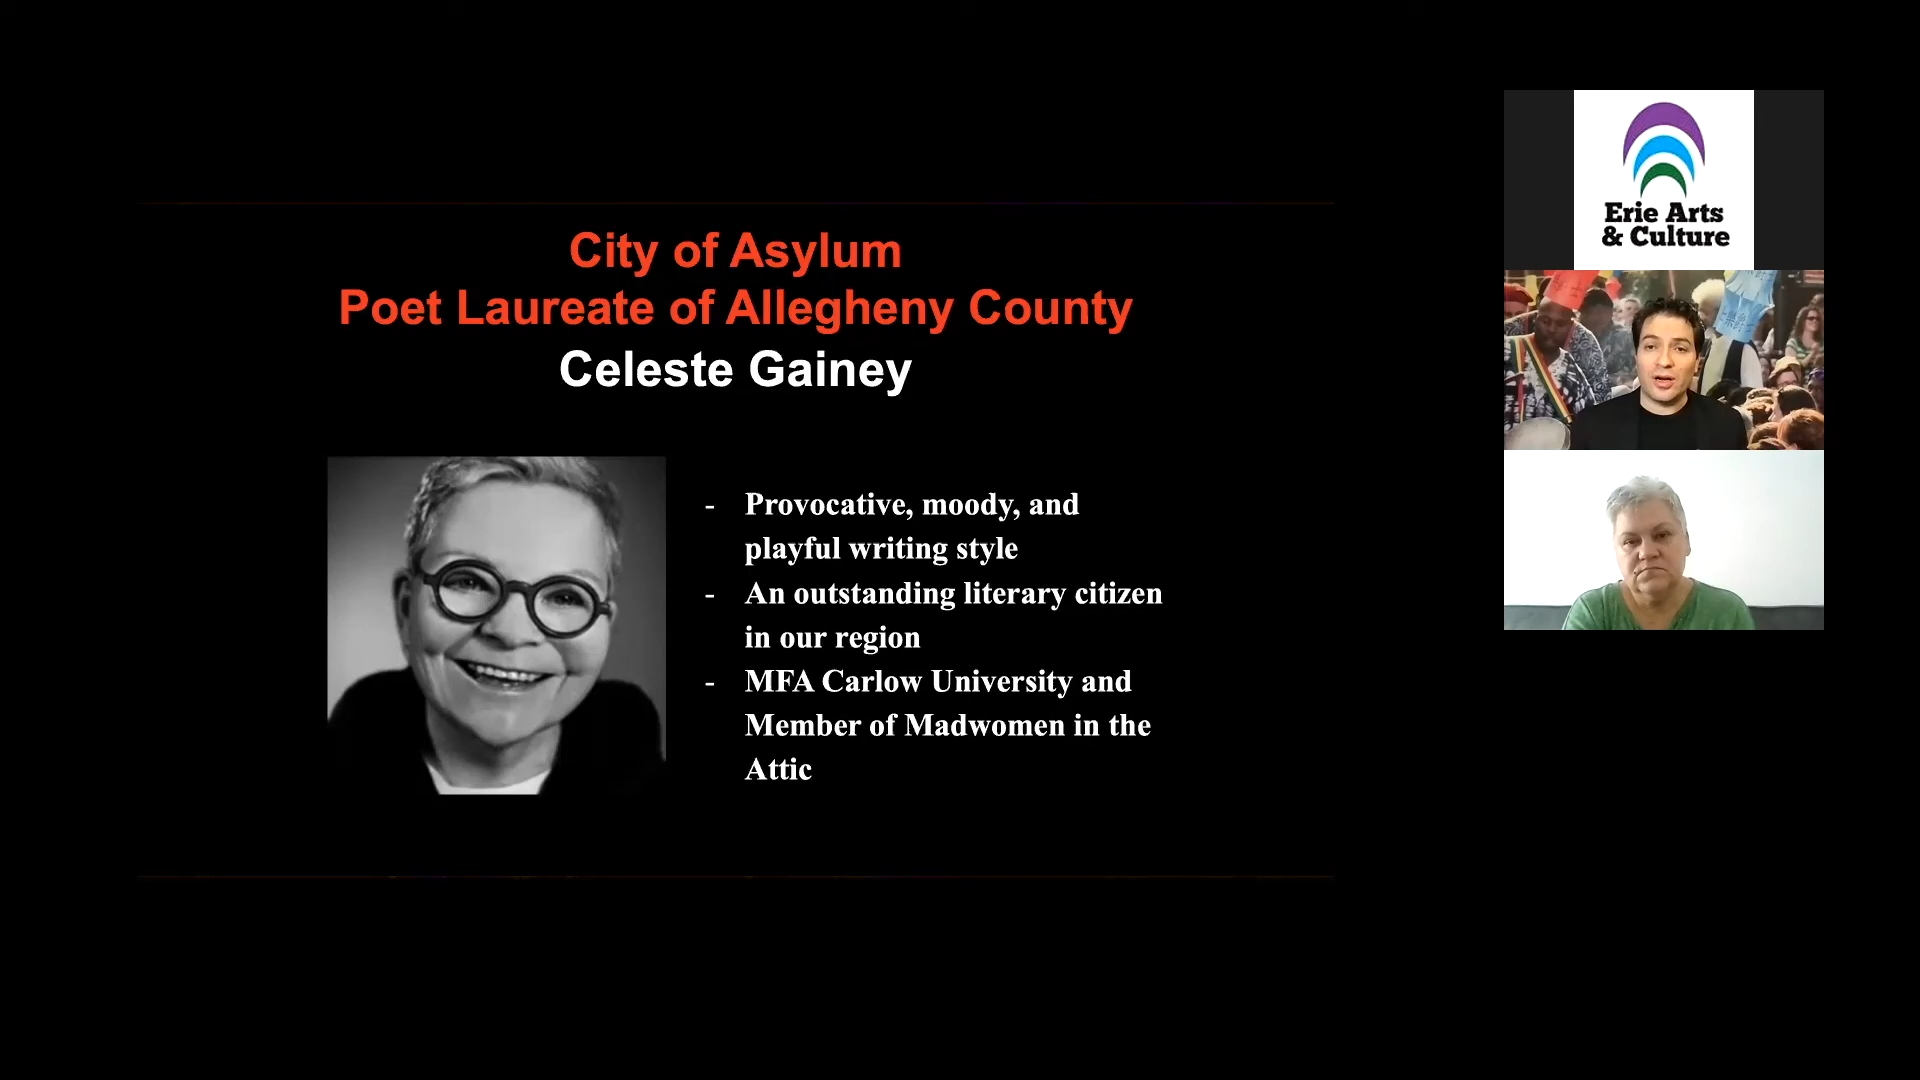 City of Asylum
Poet Laureate of Allegheny County
Celeste Gainey
- Provocative, moody, and
playful writing style
- An outstanding literary citizen
in our region
- MFA Carlow University and
Member of Madwomen in the
Attic
Erie Arts
& Culture